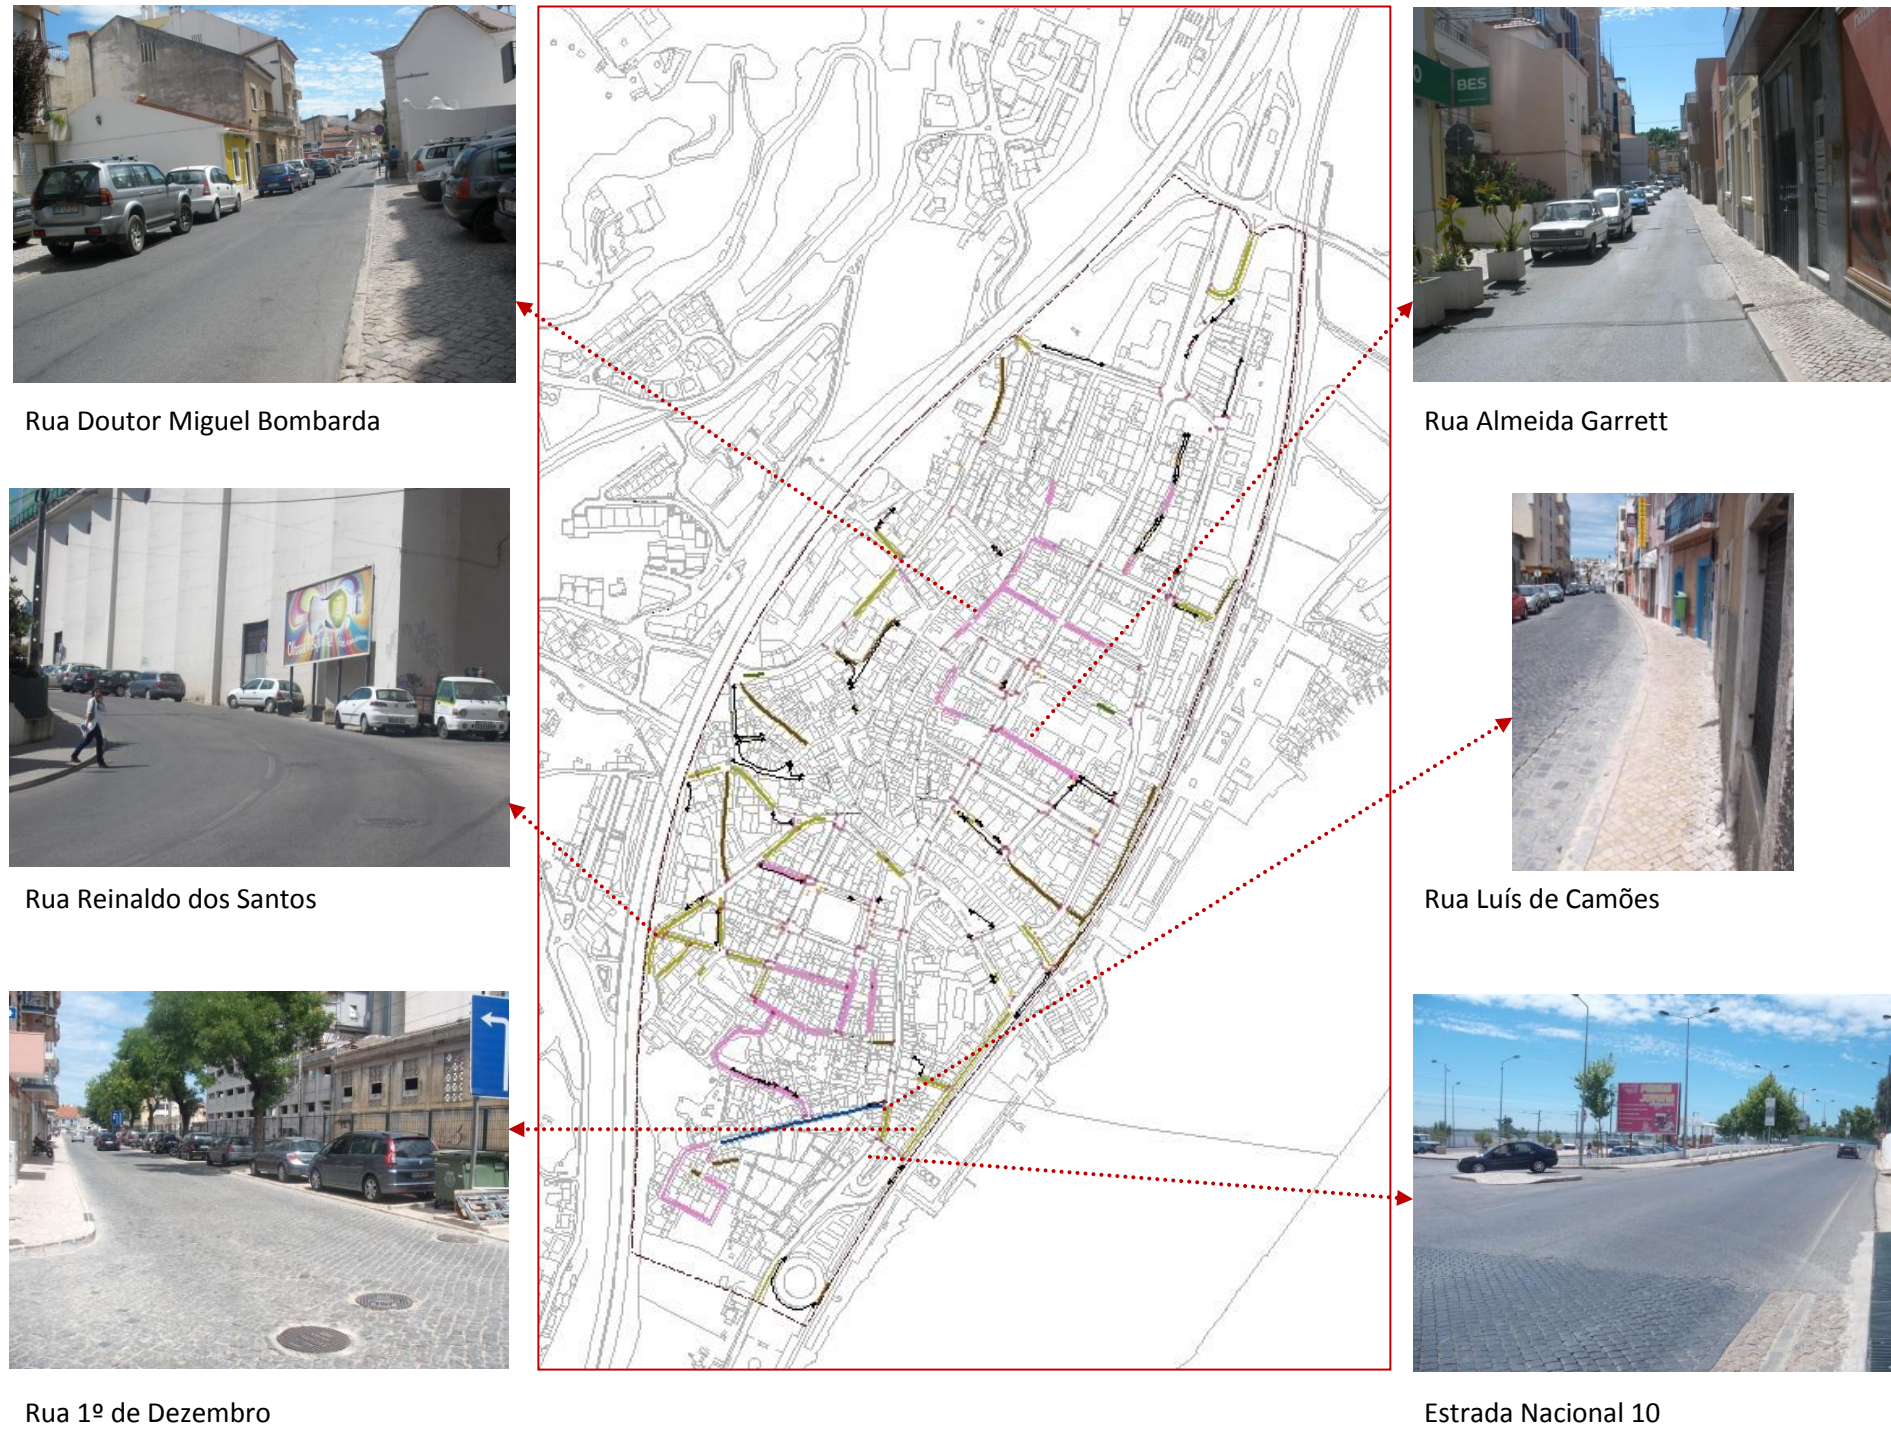 BES
Rua Doutor Miguel Bombarda
Rua Almeida Garrett
Rua Reinaldo dos Santos
Rua Luís de Camões
Rua 1º de Dezembro
Estrada Nacional 10